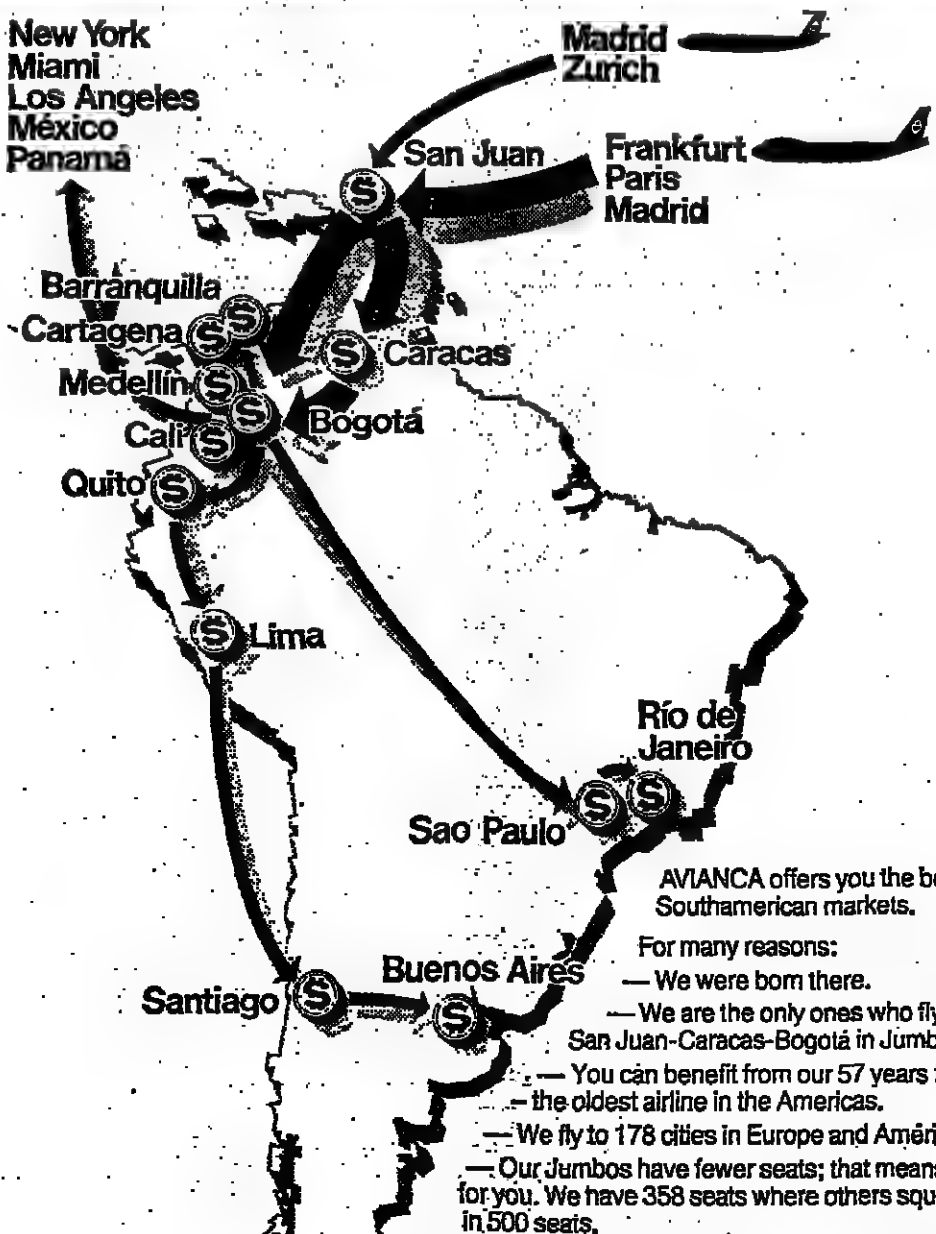 New York
Miami
Los Angeles
México
Panamá
Madrid
Zurich
San Juan
Frankfurt
Paris
Madrid
Barranquilla
Cartagena
Caracas
Medellín
Bogotá
Cali
Quito
Lima
Río de
Janeiro
Sao Paulo
AVIANCA offers you the
Southamerican markets.
For many reasons:
— We were born there.
— We are the only ones who fly
San Juan-Caracas-Bogotá in
— You can benefit from our 57 years
— the oldest airline in the Americas.
— We fly to 178 cities in Europe and
— Our Jumbos have fewer seats; that means
for you. We have 358 seats where others
in 500 seats.
Santiago
Buenos Aires